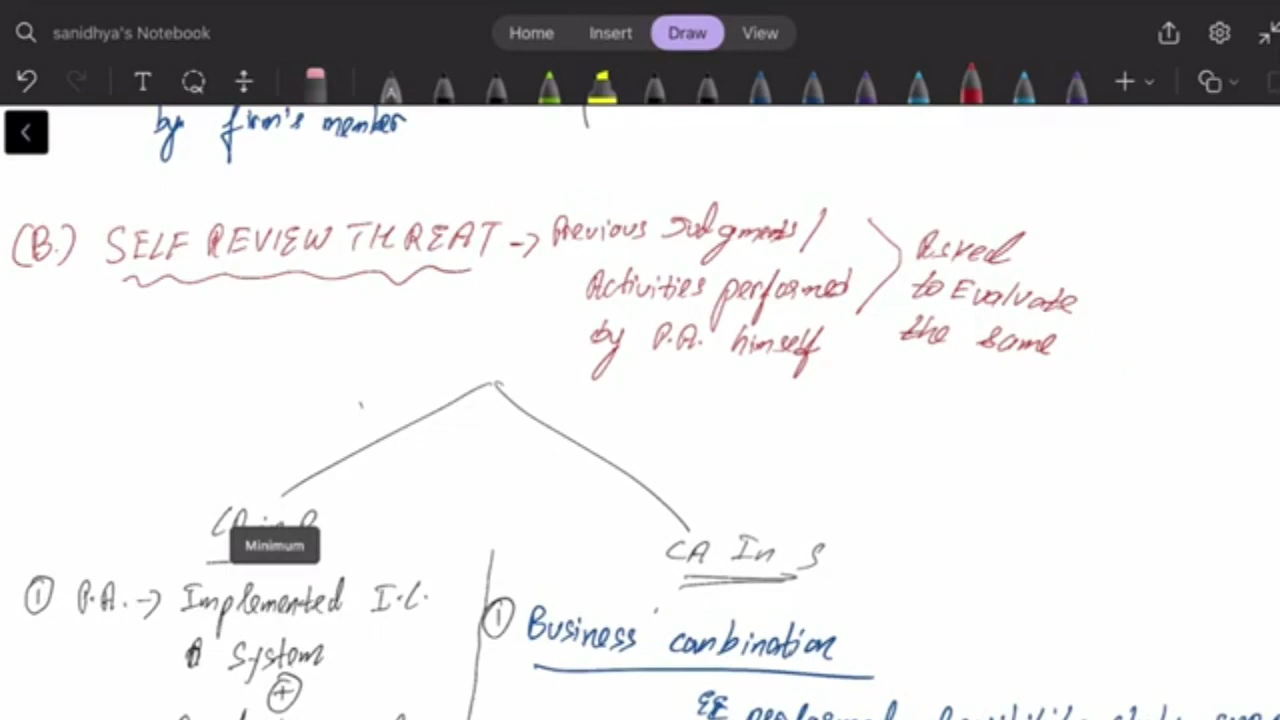 sanidhya's Notebook
Home Insert Draw View
T
by firm's member
(B.) SELF REVIEW THREAT -> Previous Judgments/
Activities performed
by P.A. himself
Asked
to Evaluate
the same
Minimum
CA In S
① P.A. -> Implemented I.C.
System
+
① Business combination
performed